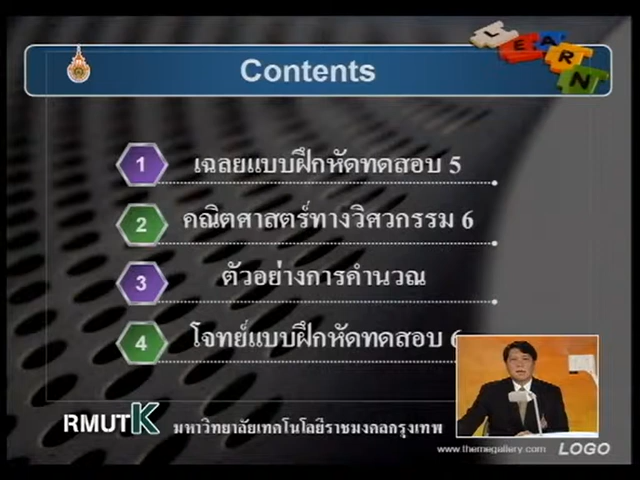 LEARN
Contents
1 เฉลยแบบฝึกหัดทดสอบ 5
2 คณิตศาสตร์ทางวิศวกรรม 6
3 ตัวอย่างการคำนวณ
4 โจทย์แบบฝึกหัดทดสอบ 6
RMUTK มหาวิทยาลัยเทคโนโลยีราชมงคลกรุงเทพ
www.themegallery.com LOGO